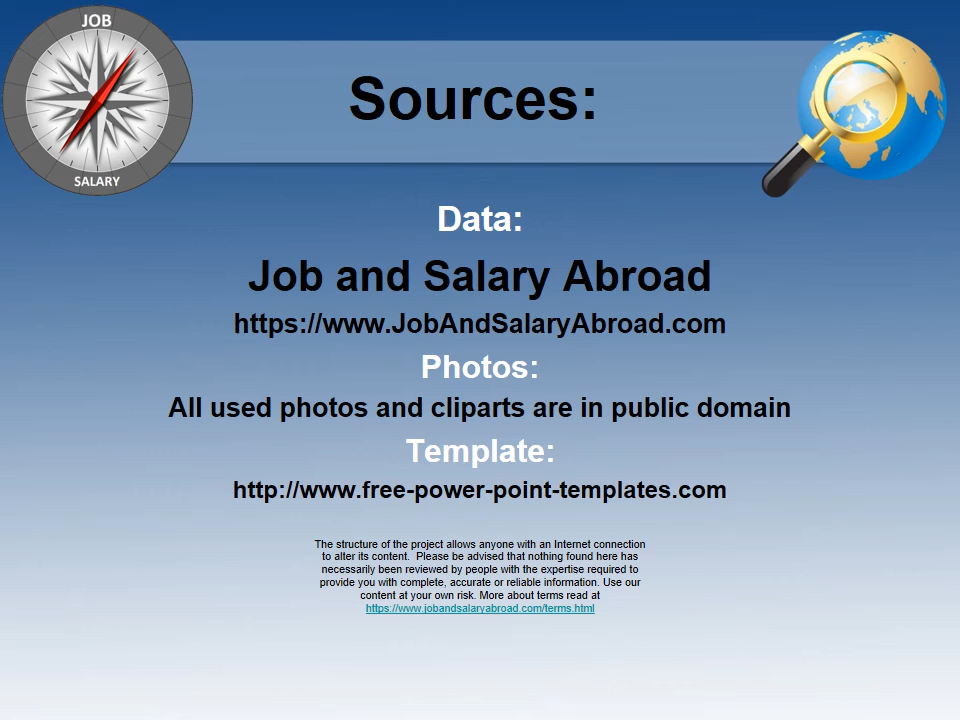 JOB
SALARY
Sources:
Data:
Job and Salary Abroad
https://www.JobAndSalaryAbroad.com
Photos:
All used photos and cliparts are in public domain
Template:
http://www.free-power-point-templates.com
The structure of the project allows anyone with an Internet connection
to alter its content.  Please be advised that nothing found here has
necessarily been reviewed by people with the expertise required to
provide you with complete, accurate or reliable information. Use our
content at your own risk. More about terms read at
https://www.jobandsalaryabroad.com/terms.html